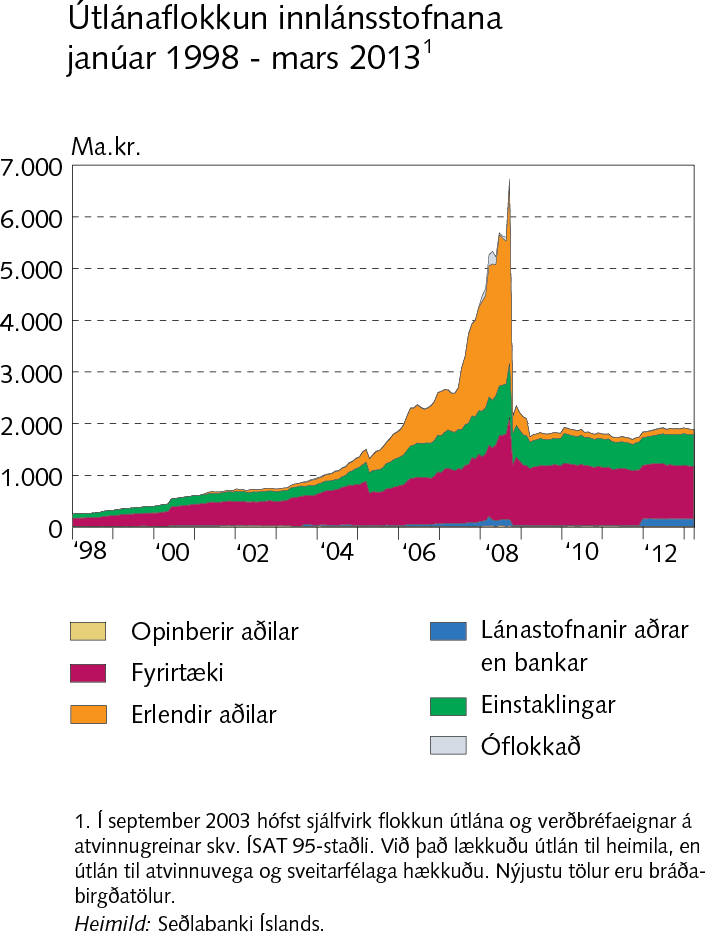 Útlánaflokkun innlánsstofnana
janúar 1998 - mars 2013¹
Ma.kr.
7.000
6.000
5.000
4.000
3.000
2.000
1.000
0
‘98 ‘00 ‘02 ‘04 ‘06 ‘08 ‘10 ‘12
Opinberir aðilar
Fyrirtæki
Erlendir aðilar
Lánastofnanir aðrar
en bankar
Einstaklingar
Óflokkað
1. Í september 2003 hófst sjálfvirk flokkun útlána og verðbréfaeignar á
atvinnugreinar skv. ÍSAT 95-staðli. Við það lækkuðu útlán til heimila, en
útlán til atvinnuvega og sveitarfélaga hækkuðu. Nýjustu tölur eru bráða-
birgðatölur.
Heimild: Seðlabanki Íslands.